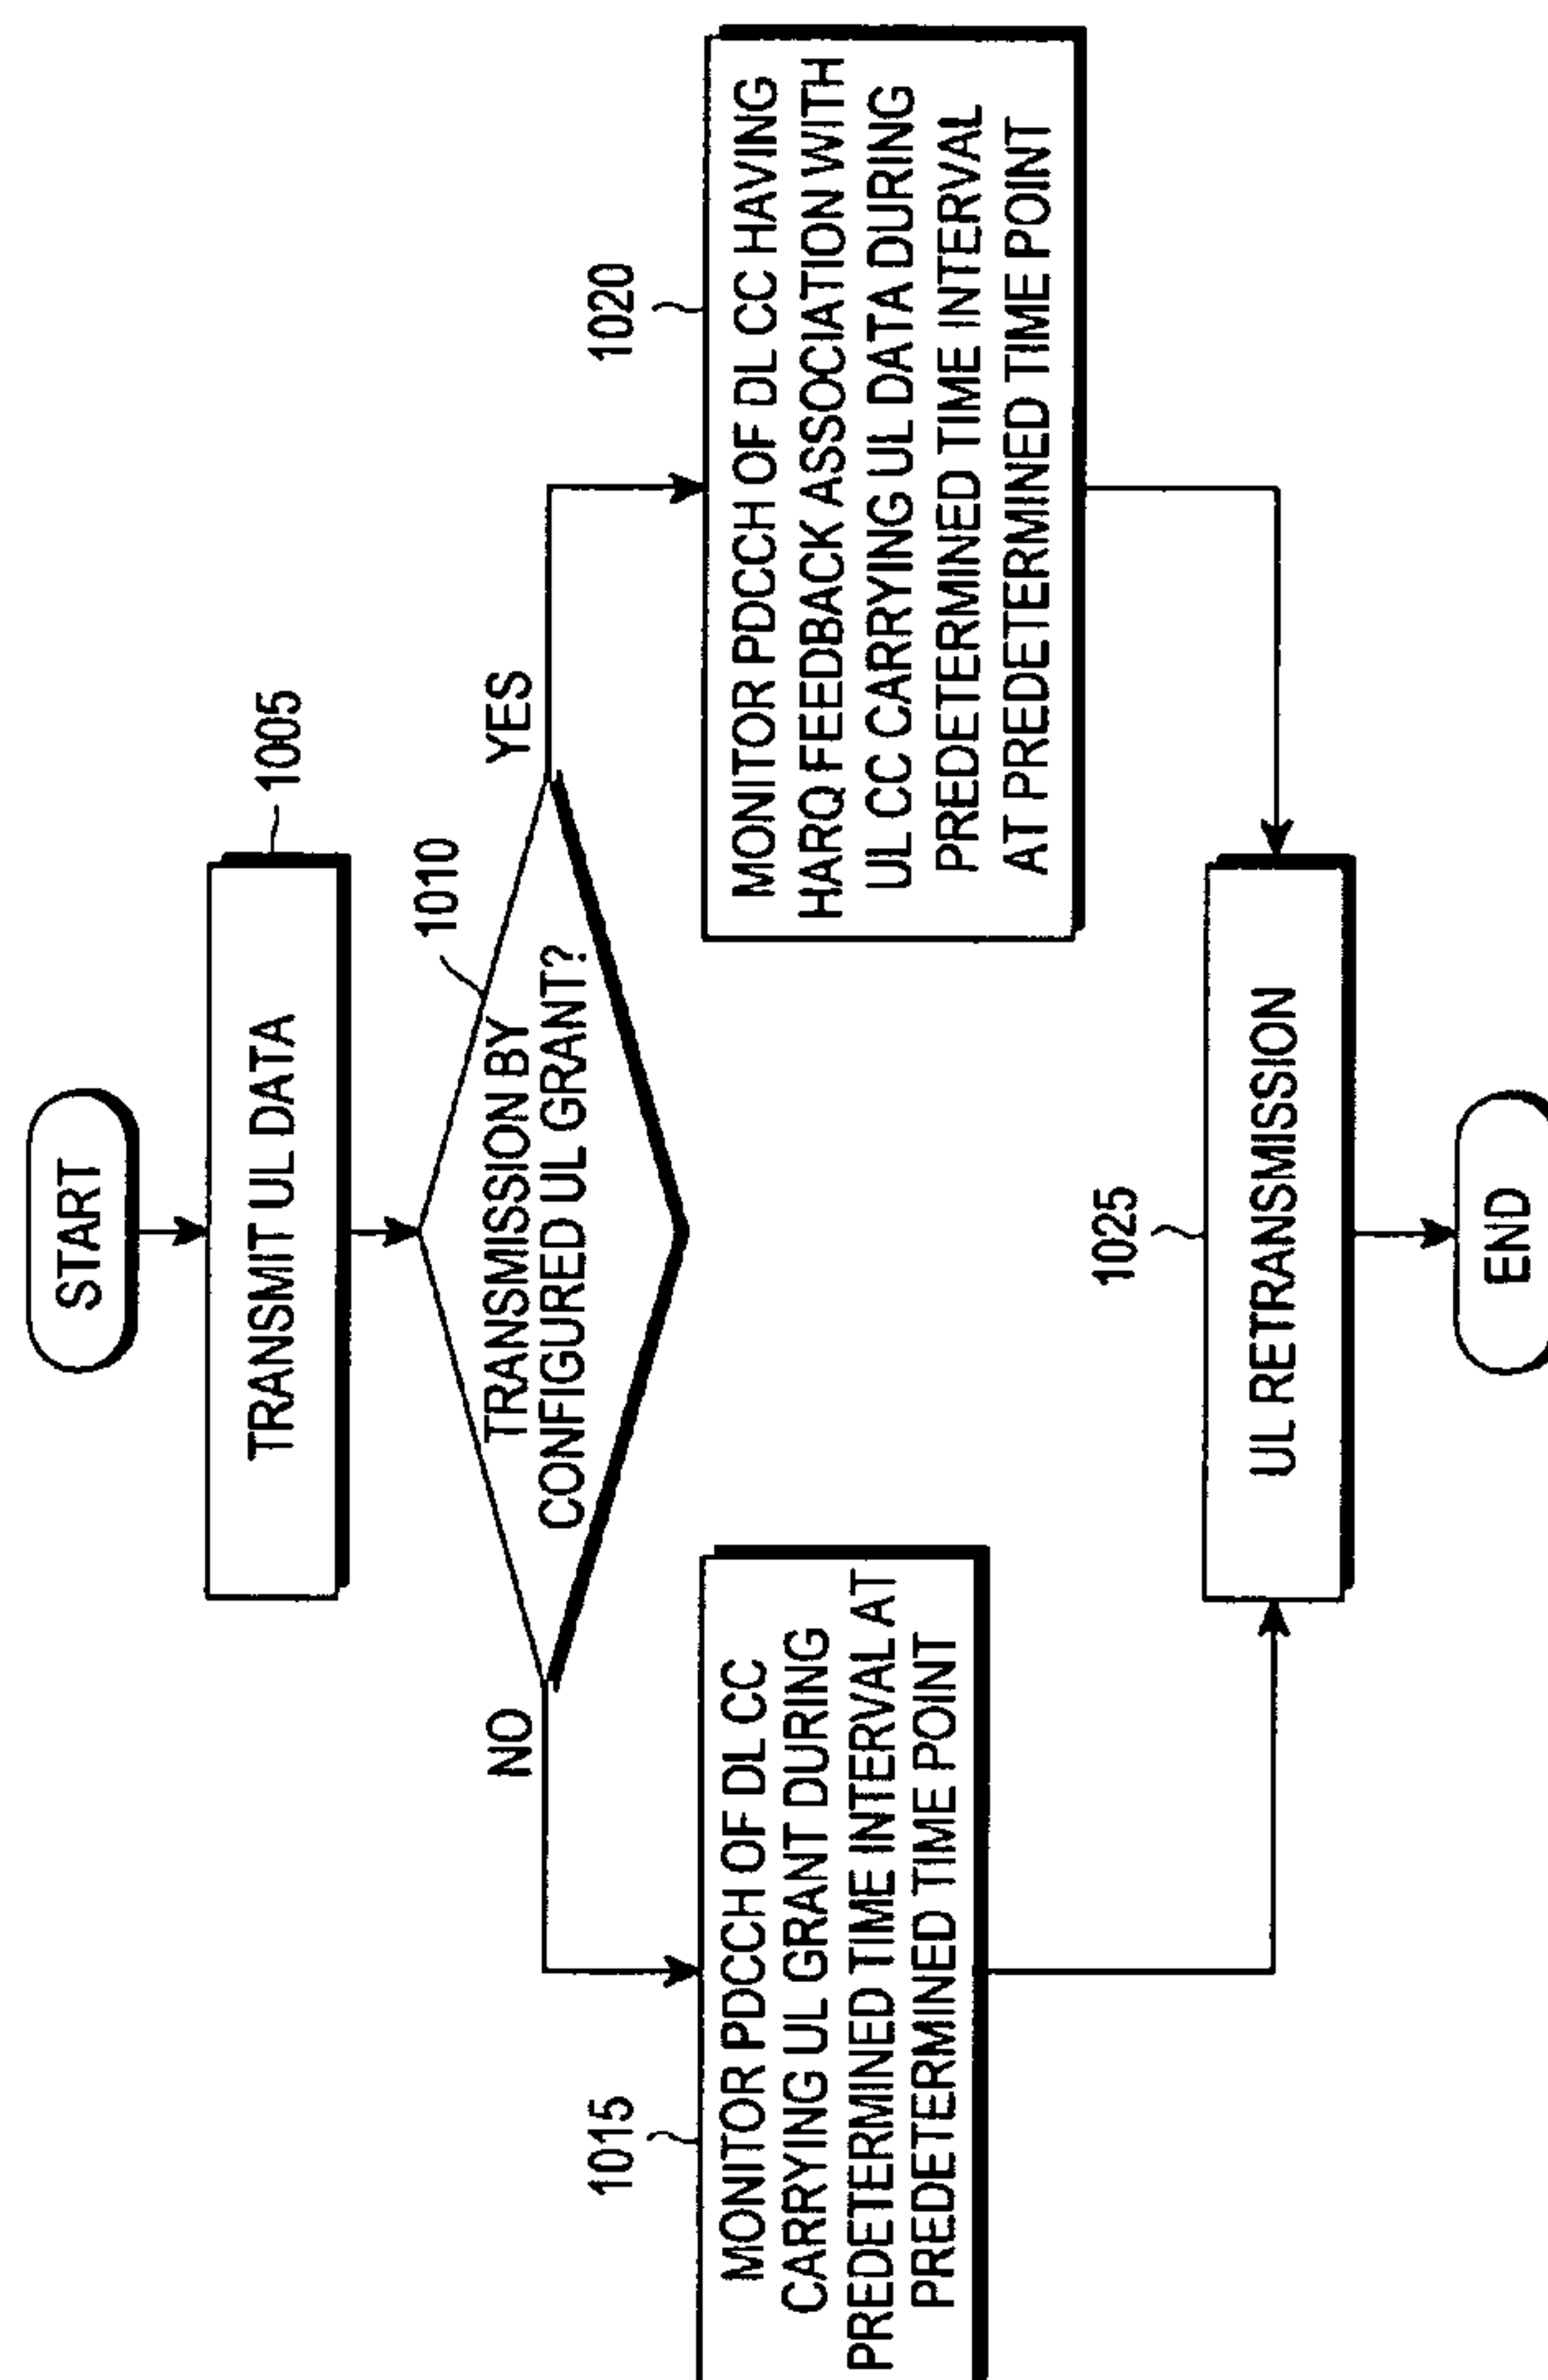 START
TRANSMIT UL DATA
1005
1010
TRANSMISSION BY
CONFIGURED UL GRANT?
NO
YES
1015
MONITOR PDCCH OF DL CC
CARRYING UL GRANT DURING
PREDETERMINED TIME INTERVAL AT
PREDETERMINED TIME POINT
1020
MONITOR PDCCH OF DL CC HAVING
HARQ FEEDBACK ASSOCIATION WITH
UL CC CARRYING UL DATA DURING
PREDETERMINED TIME INTERVAL
AT PREDETERMINED TIME POINT
1025
UL RETRANSMISSION
END